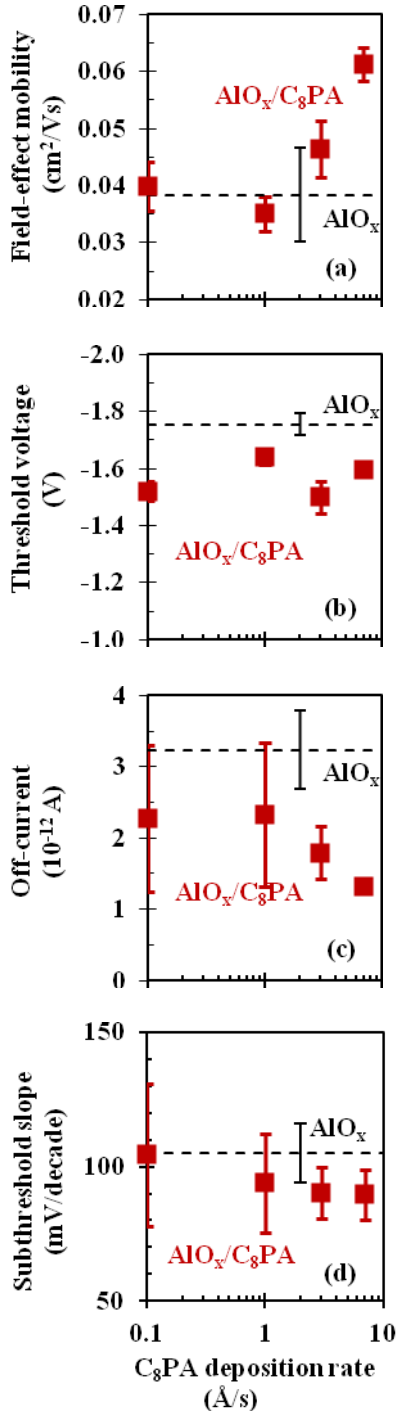 Field-effect mobility
(cm²/Vs)
0.07
0.06
0.05
0.04
0.03
0.02
AlOₓ/C₈PA
AlOₓ
(a)
Threshold voltage
(V)
-2.0
-1.8
-1.6
-1.4
-1.2
-1.0
AlOₓ
AlOₓ/C₈PA
(b)
Off-current
(10⁻¹² A)
4
3
2
1
0
AlOₓ
AlOₓ/C₈PA
(c)
Subthreshold slope
(mV/decade)
150
100
50
AlOₓ
AlOₓ/C₈PA
(d)
0.1 1 10
C₈PA deposition rate
(Å/s)